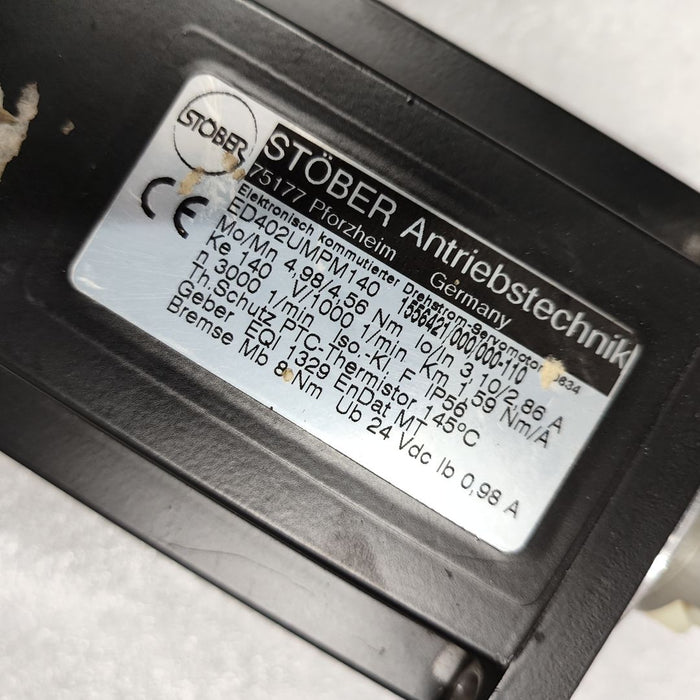 STÖBER
STÖBER Antriebstechnik
75177 Pforzheim Germany
Elektronisch kommutierter Drehstrom-Servomotor
ED402UMPM140 1556421/000/000-110
Mo/Mn 4,98/4,56 Nm Io/In 3,10/2,86 A
Ke 140 V/1000 1/min Km 1,59 Nm/A
n 3000 1/min Iso.-Kl. F IP56
Th.Schutz PTC-Thermistor 145°C
Geber EQI 1329 EnDat MT
Bremse Mb 8 Nm Ub 24 Vdc Ib 0,98 A
CE